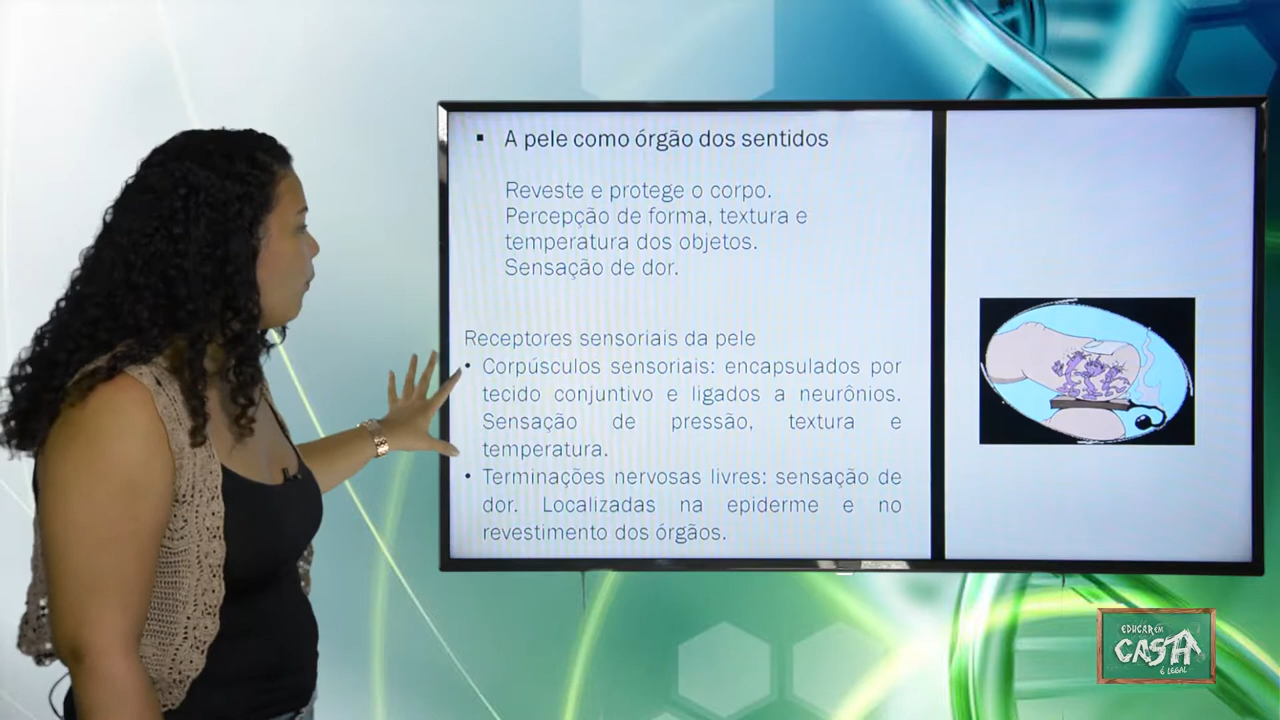 A pele como órgão dos sentidos
Reveste e protege o corpo.
Percepção de forma, textura e
temperatura dos objetos.
Sensação de dor.
Receptores sensoriais da pele
• Corpúsculos sensoriais: encapsulados por
tecido conjuntivo e ligados a neurônios.
Sensação de pressão, textura e
temperatura.
• Terminações nervosas livres: sensação de
dor. Localizadas na epiderme e no
revestimento dos órgãos.
EDUCAR EM
CASA
É LEGAL